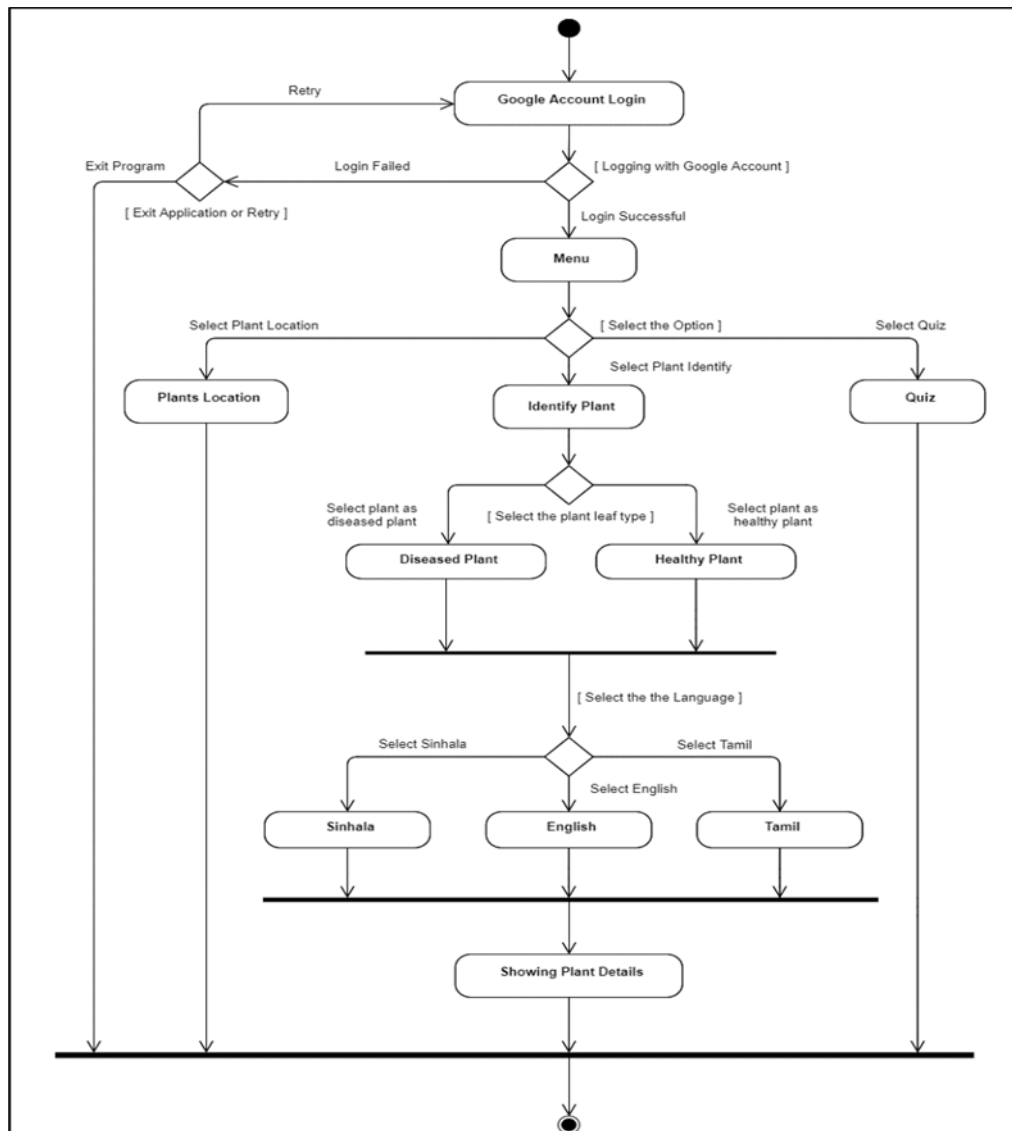 Google Account Login
Retry
Exit Program
Login Failed
[ Logging with Google Account ]
[ Exit Application or Retry ]
Login Successful
Menu
Select Plant Location
[ Select the Option ]
Select Quiz
Select Plant Identify
Plants Location
Identify Plant
Quiz
Select plant as
diseased plant
[ Select the plant leaf type ]
Select plant as
healthy plant
Diseased Plant
Healthy Plant
[ Select the the Language ]
Select Sinhala
Select Tamil
Select English
Sinhala
English
Tamil
Showing Plant Details